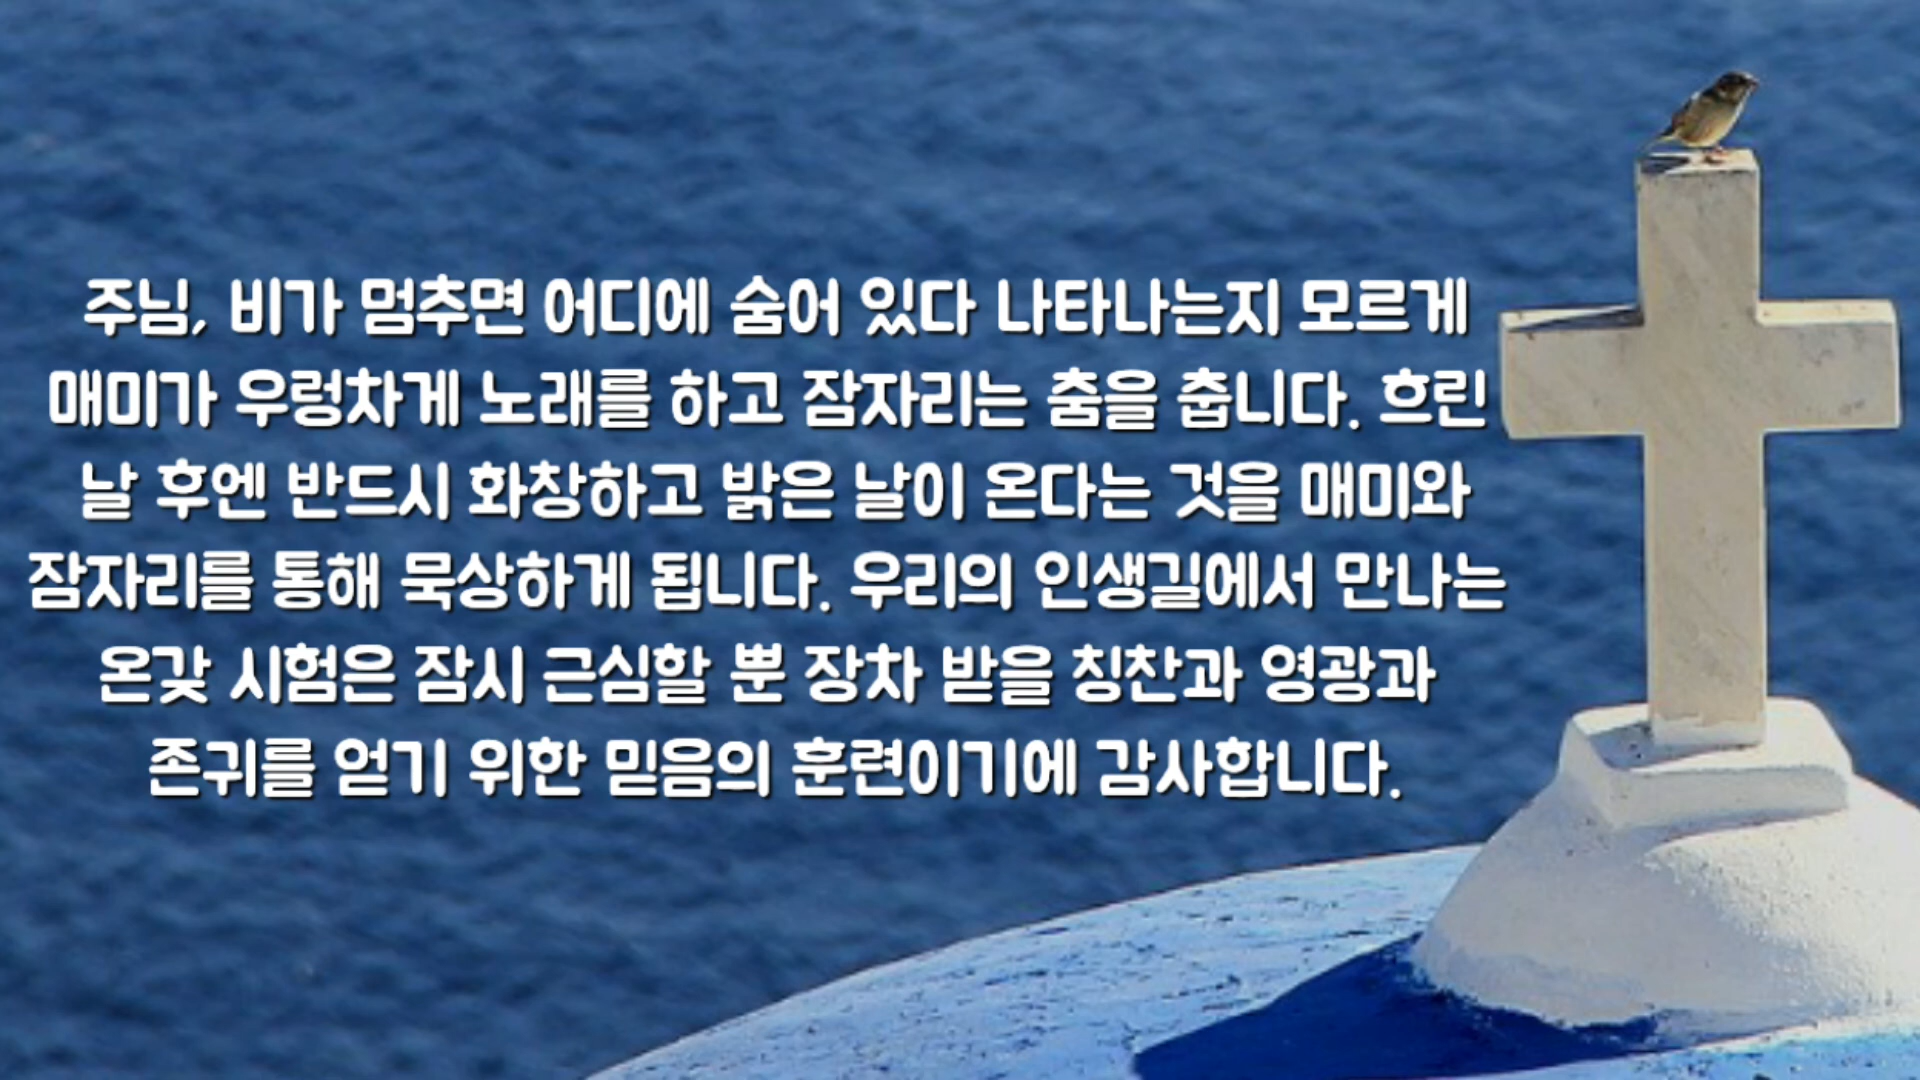 주님, 비가 멈추면 어디에 숨어 있다 나타나는지 모르게
매미가 우렁차게 노래를 하고 잠자리는 춤을 춥니다. 흐린
날 후엔 반드시 화창하고 밝은 날이 온다는 것을 매미와
잠자리를 통해 묵상하게 됩니다. 우리의 인생길에서 만나는
온갖 시험은 잠시 근심할 뿐 장차 받을 칭찬과 영광과
존귀를 얻기 위한 믿음의 훈련이기에 감사합니다.